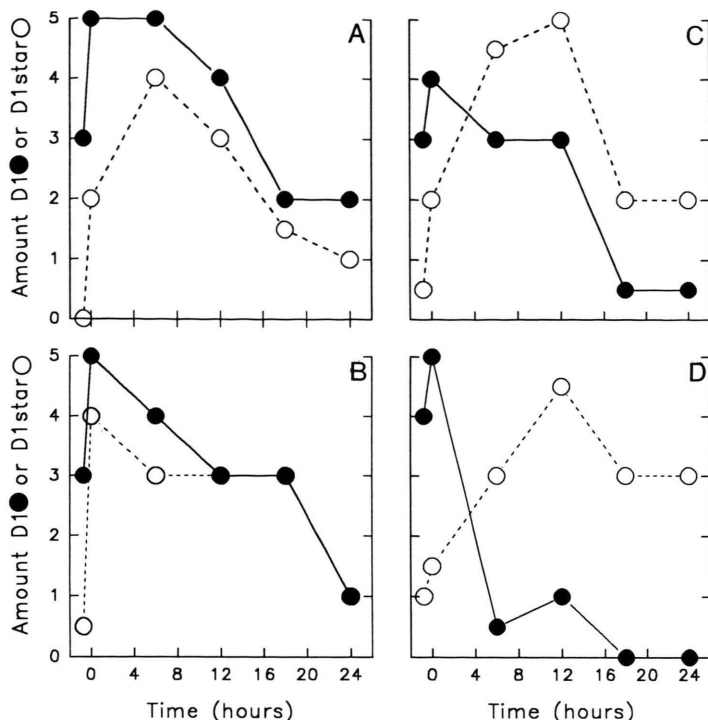 5 4 3 2 1 0
Amount D1● or D1star○
A
C
5 4 3 2 1 0
Amount D1● or D1star○
B
D
0 4 8 12 16 20 24
0 4 8 12 16 20 24
Time (hours)
Time (hours)